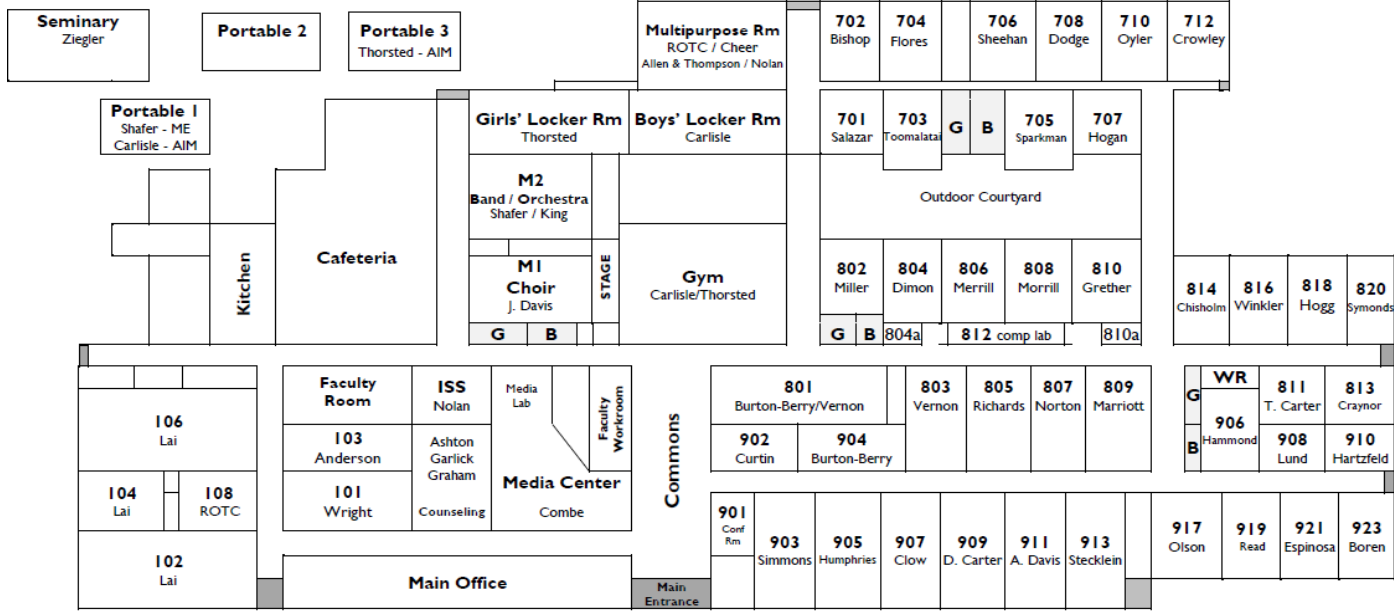 Seminary
Ziegler
Portable 2
Portable 3
Thorsted - AIM
Multipurpose Rm
ROTC / Cheer
Allen & Thompson / Nolan
702
Bishop
704
Flores
706
Sheehan
708
Dodge
710
Oyler
712
Crowley
Portable 1
Shafer - ME
Carlisle - AIM
Girls' Locker Rm
Thorsted
Boys' Locker Rm
Carlisle
701
Salazar
703
Toomalatai
G
B
705
Sparkman
707
Hogan
M2
Band / Orchestra
Shafer / King
Outdoor Courtyard
Kitchen
Cafeteria
M1
Choir
J. Davis
G
B
STAGE
Gym
Carlisle/Thorsted
802
Miller
804
Dimon
806
Merrill
808
Morrill
810
Grether
G
B
804a
812 comp lab
810a
814
Chisholm
816
Winkler
818
Hogg
820
Symonds
106
Lai
Faculty
Room
ISS
Nolan
Media
Lab
Faculty
Workroom
Commons
801
Burton-Berry/Vernon
803
Vernon
805
Richards
807
Norton
809
Marriott
G
B
WR
906
Hammond
811
T. Carter
813
Craynor
103
Anderson
Ashton
Garlick
Graham
Counseling
902
Curtin
904
Burton-Berry
908
Lund
910
Hartzfeld
104
Lai
108
ROTC
101
Wright
Media Center
Combe
901
Conf
Rm
903
Simmons
905
Humphries
907
Clow
909
D. Carter
911
A. Davis
913
Stecklein
917
Olson
919
Read
921
Espinosa
923
Boren
102
Lai
Main Office
Main
Entrance